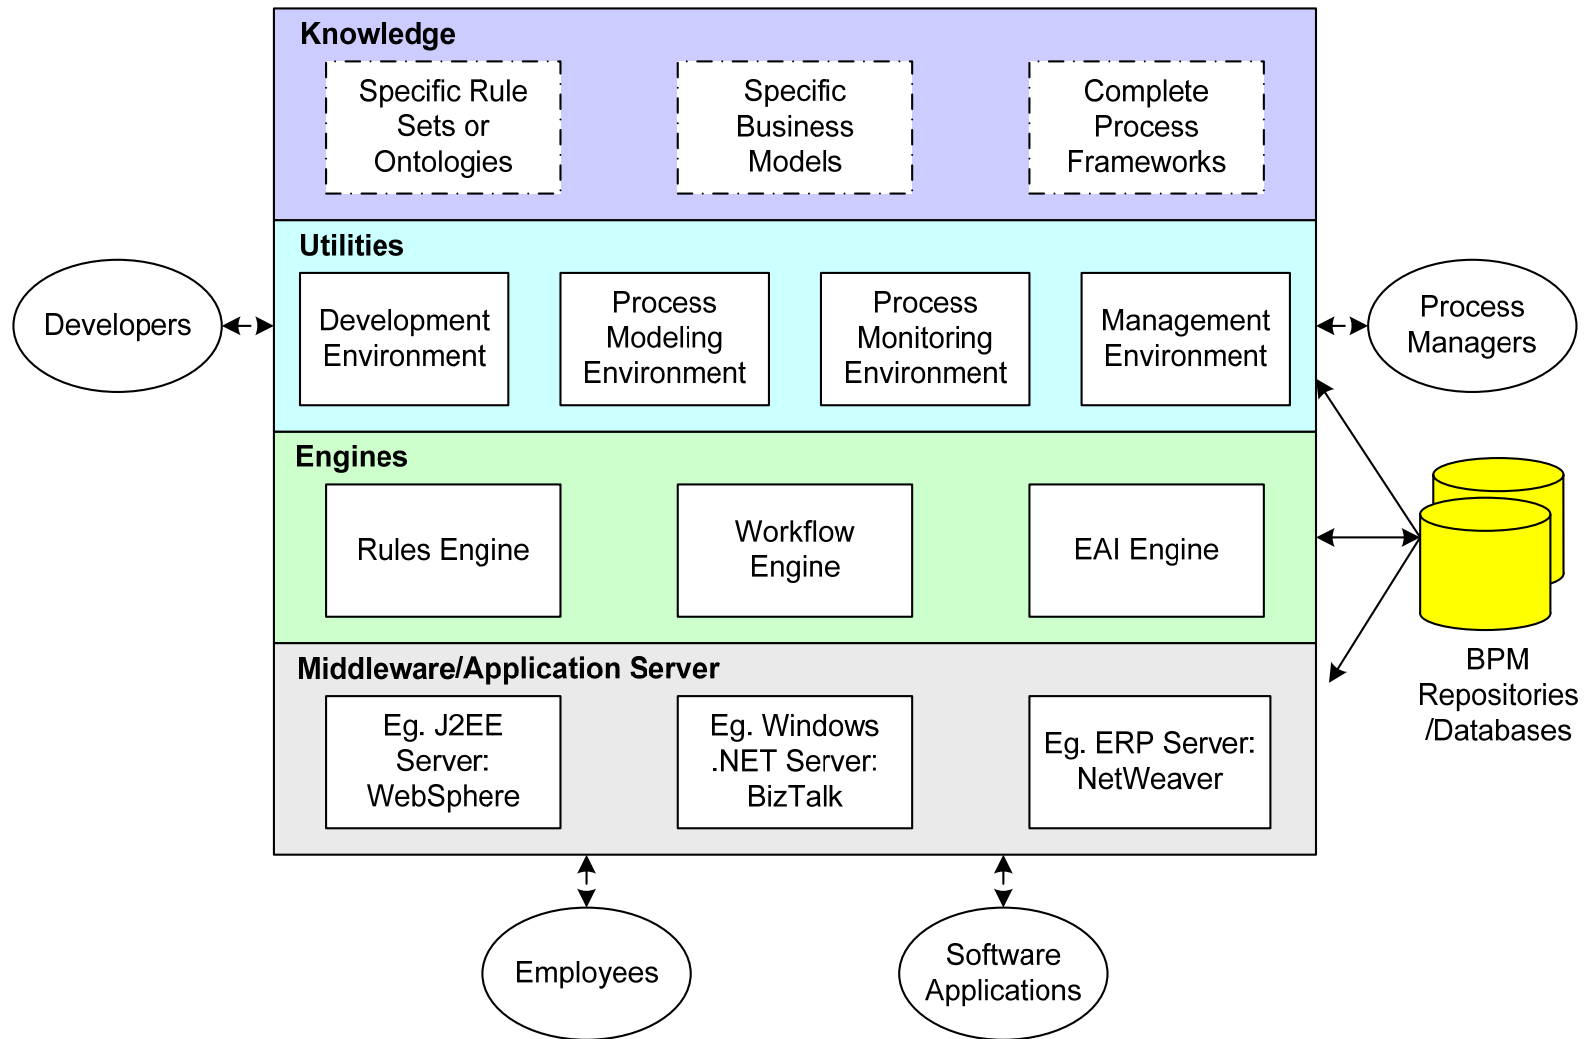 Knowledge
Specific Rule
Sets or
Ontologies
Specific
Business
Models
Complete
Process
Frameworks
Utilities
Developers
Development
Environment
Process
Modeling
Environment
Process
Monitoring
Environment
Management
Environment
Process
Managers
Engines
Rules Engine
Workflow
Engine
EAI Engine
BPM
Repositories
/Databases
Middleware/Application Server
Eg. J2EE
Server:
WebSphere
Eg. Windows
.NET Server:
BizTalk
Eg. ERP Server:
NetWeaver
Employees
Software
Applications